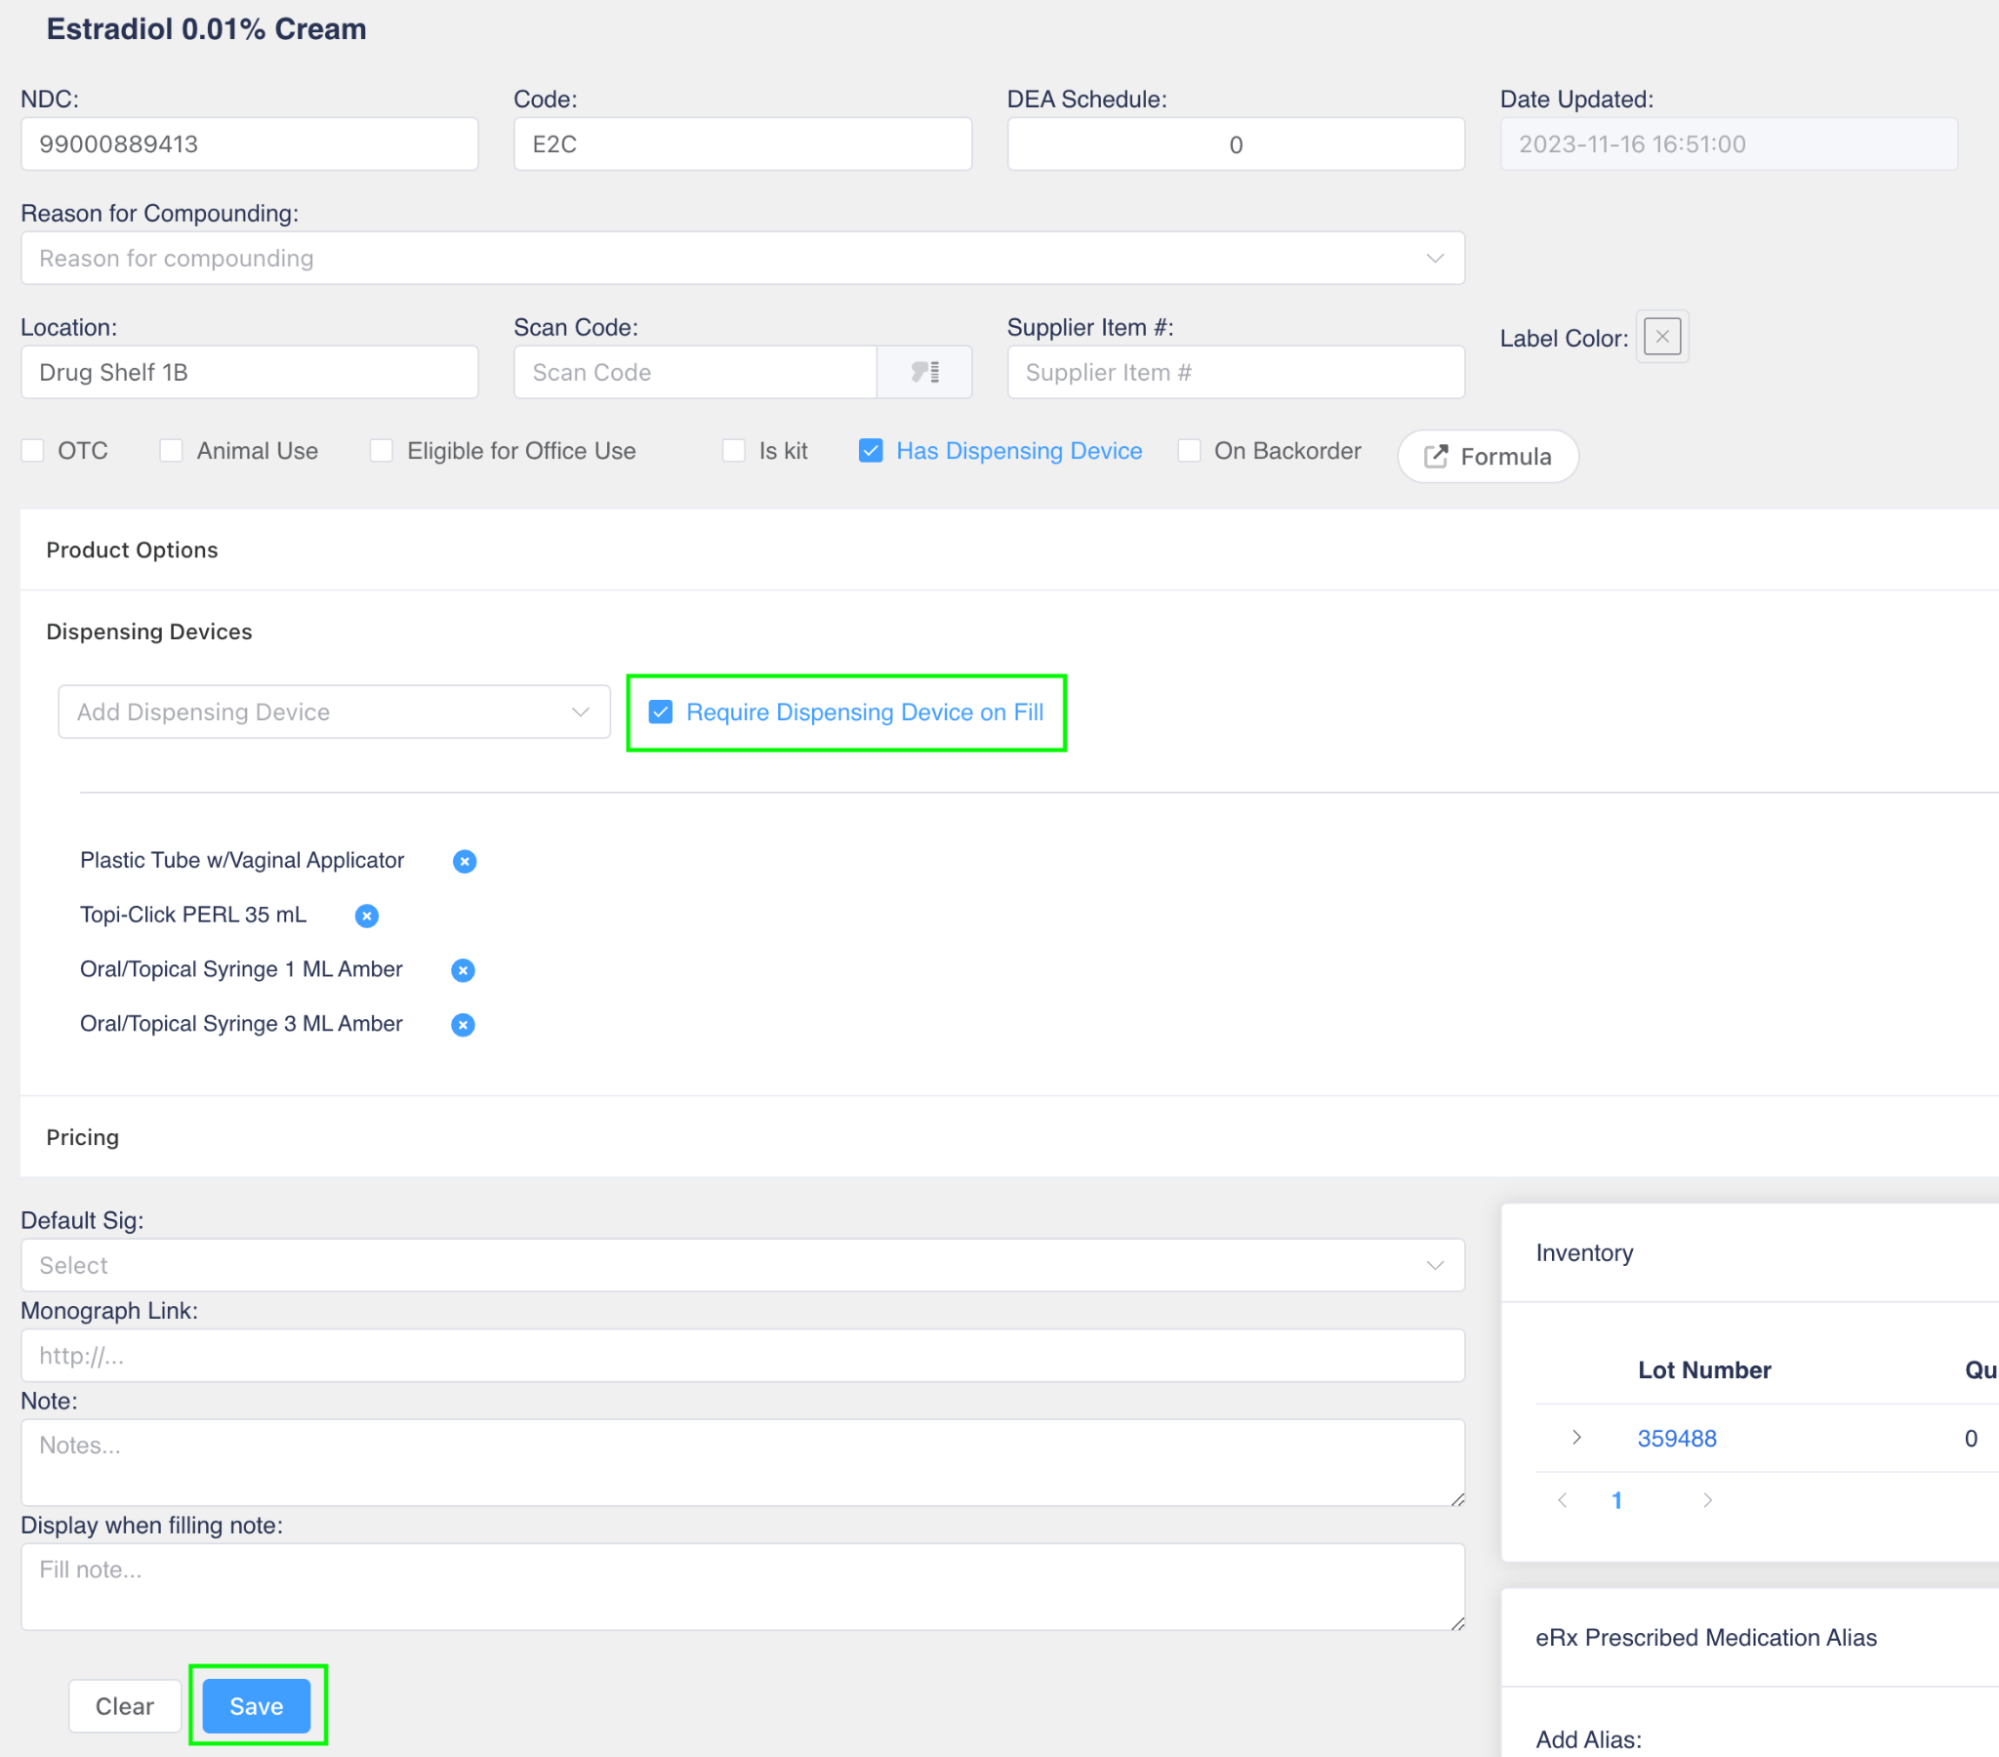 Estradiol 0.01% Cream
NDC: Code: DEA Schedule: Date Updated:
99000889413 E2C 0 2023-11-16 16:51:00
Reason for Compounding:
Reason for compounding
Location: Scan Code: Supplier Item #: Label Color:
Drug Shelf 1B Scan Code Supplier Item #
OTC Animal Use Eligible for Office Use Is kit Has Dispensing Device On Backorder Formula
Product Options
Dispensing Devices
Add Dispensing Device Require Dispensing Device on Fill
Plastic Tube w/Vaginal Applicator
Topi-Click PERL 35 mL
Oral/Topical Syringe 1 ML Amber
Oral/Topical Syringe 3 ML Amber
Pricing
Default Sig:
Select
Monograph Link:
http://...
Note:
Notes...
Display when filling note:
Fill note...
Clear Save
Inventory
Lot Number Qu
359488 0
1
eRx Prescribed Medication Alias
Add Alias: